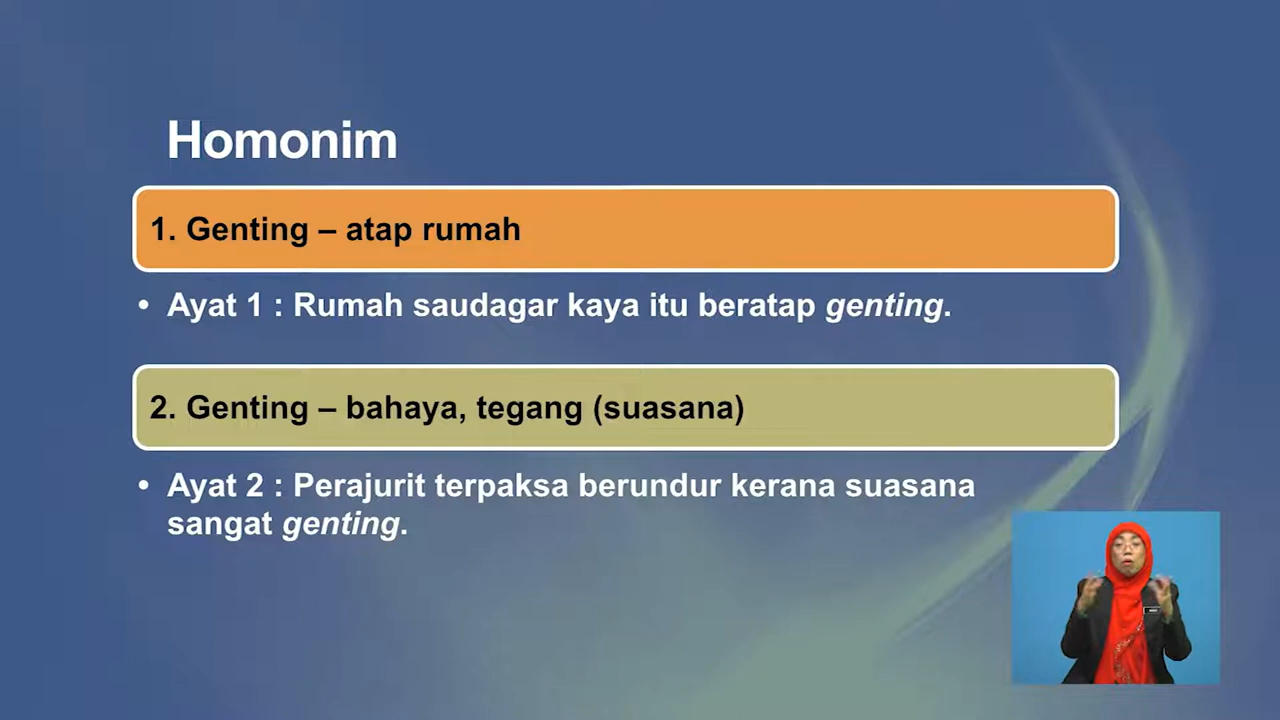 Homonim
1. Genting – atap rumah
• Ayat 1 : Rumah saudagar kaya itu beratap genting.
2. Genting – bahaya, tegang (suasana)
• Ayat 2 : Perajurit terpaksa berundur kerana suasana
sangat genting.